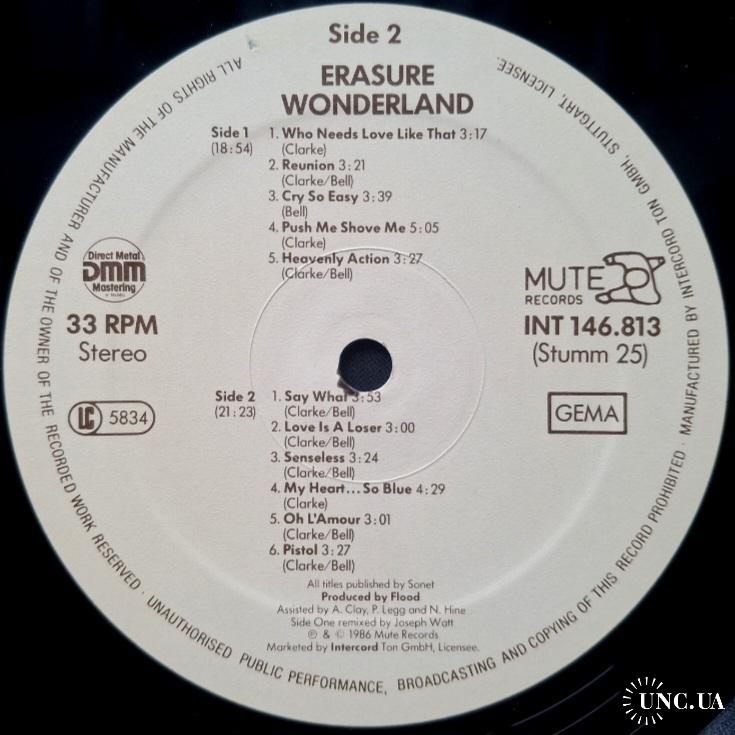 Side 2
ERASURE
WONDERLAND
Side 1
(18:54)
1. Who Needs Love Like That 3:17
(Clarke)
2. Reunion 3:21
(Clarke/Bell)
3. Cry So Easy 3:39
(Bell)
4. Push Me Shove Me 5:05
(Clarke)
5. Heavenly Action 3:27
(Clarke/Bell)
Direct Metal
DMM
Mastering
33 RPM
Stereo
LC 5834
MUTE
RECORDS
INT 146.813
(Stumm 25)
GEMA
Side 2
(21:23)
1. Say What 3:53
(Clarke/Bell)
2. Love Is A Loser 3:00
(Clarke/Bell)
3. Senseless 3:24
(Clarke/Bell)
4. My Heart...So Blue 4:29
(Clarke)
5. Oh L'Amour 3:01
(Clarke/Bell)
6. Pistol 3:27
(Clarke/Bell)
All titles published by Sonet
Produced by Flood
Assisted by A. Clay, P. Legg and N. Hine
Side One remixed by Joseph Watt
℗ & © 1986 Mute Records
Marketed by Intercord Ton GmbH, Licensee.
ALL RIGHTS OF THE MANUFACTURER AND OF THE OWNER OF THE RECORDED WORK RESERVED · UNAUTHORISED PUBLIC PERFORMANCE, BROADCASTING AND COPYING OF THIS RECORD PROHIBITED · MANUFACTURED BY INTERCORD TON GMBH, STUTTGART, LICENSEE.
UNC.UA